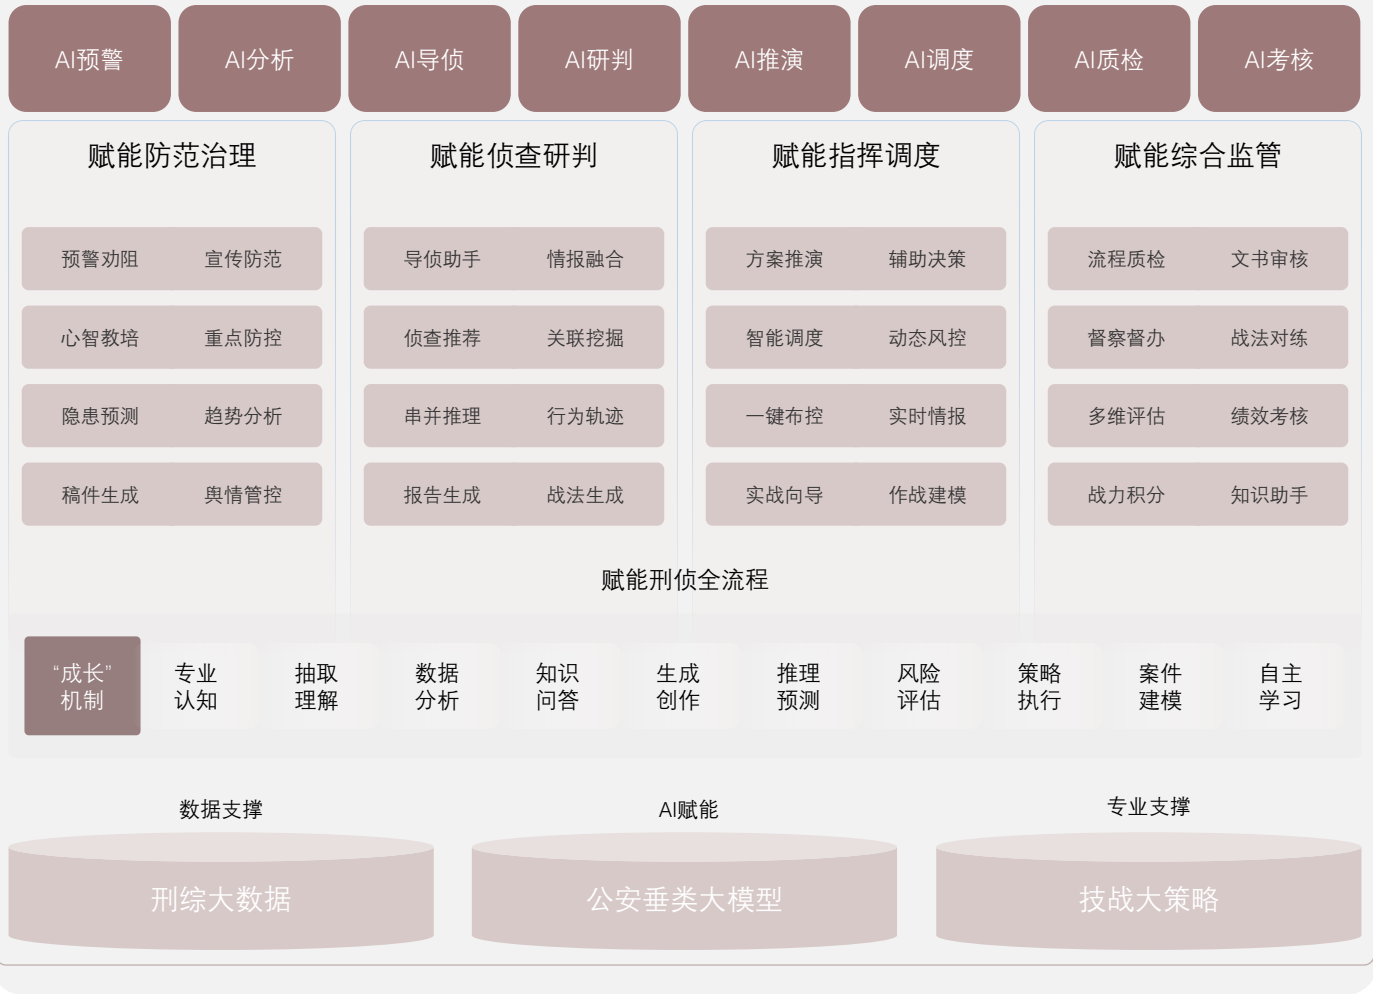 AI预警
AI分析
AI导侦
AI研判
AI推演
AI调度
AI质检
AI考核
赋能防范治理
预警劝阻 宣传防范
心智教培 重点防控
隐患预测 趋势分析
稿件生成 舆情管控
赋能侦查研判
导侦助手 情报融合
侦查推荐 关联挖掘
串并推理 行为轨迹
报告生成 战法生成
赋能指挥调度
方案推演 辅助决策
智能调度 动态风控
一键布控 实时情报
实战向导 作战建模
赋能综合监管
流程质检 文书审核
督察督办 战法对练
多维评估 绩效考核
战力积分 知识助手
赋能刑侦全流程
“成长”
机制
专业
认知
抽取
理解
数据
分析
知识
问答
生成
创作
推理
预测
风险
评估
策略
执行
案件
建模
自主
学习
数据支撑
刑综大数据
AI赋能
公安垂类大模型
专业支撑
技战大策略